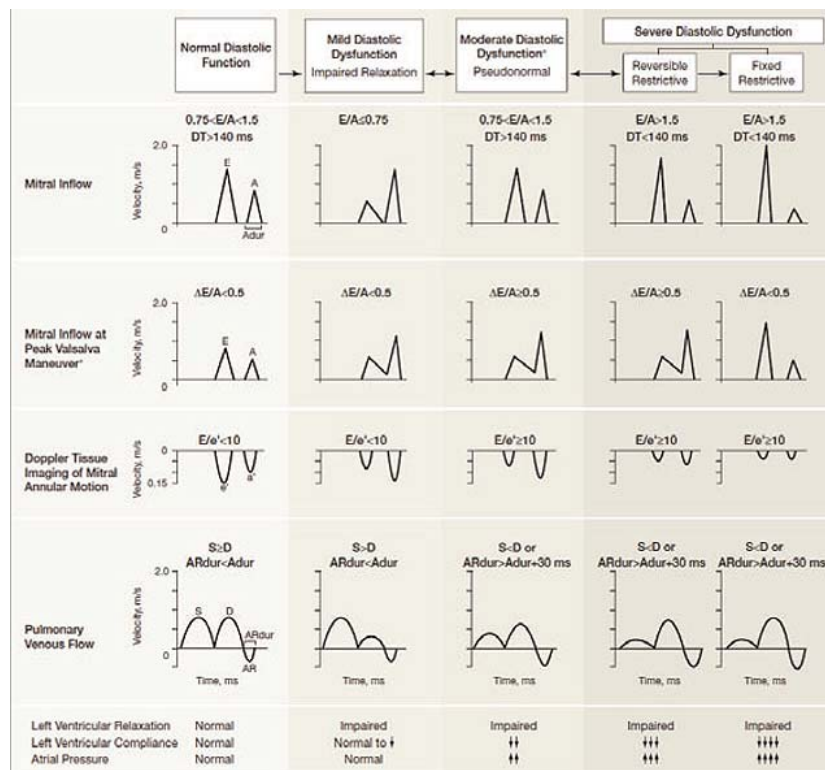 Normal Diastolic
Function
Mild Diastolic
Dysfunction
Impaired Relaxation
Moderate Diastolic
Dysfunction*
Pseudonormal
Severe Diastolic Dysfunction
Reversible
Restrictive
Fixed
Restrictive
Mitral Inflow
0.75<E/A<1.5
DT>140 ms
E/A≤0.75
0.75<E/A<1.5
DT>140 ms
E/A>1.5
DT<140 ms
E/A>1.5
DT<140 ms
Velocity, m/s
2.0
0
E
A
Adur
Mitral Inflow at
Peak Valsalva
Maneuver*
ΔE/A<0.5
ΔE/A<0.5
ΔE/A≥0.5
ΔE/A≥0.5
ΔE/A<0.5
Velocity, m/s
2.0
0
E
A
Doppler Tissue
Imaging of Mitral
Annular Motion
E/e'<10
E/e'<10
E/e'≥10
E/e'≥10
E/e'≥10
Velocity, m/s
0
0.15
e'
a'
Pulmonary
Venous Flow
S≥D
ARdur<Adur
S>D
ARdur<Adur
S<D or
ARdur>Adur+30 ms
S<D or
ARdur>Adur+30 ms
S<D or
ARdur>Adur+30 ms
Velocity, m/s
2.0
0
S
D
ARdur
AR
Time, ms
Time, ms
Time, ms
Time, ms
Time, ms
Left Ventricular Relaxation Normal Impaired Impaired Impaired Impaired
Left Ventricular Compliance Normal Normal to ↓ ↓↓ ↓↓↓ ↓↓↓↓
Atrial Pressure Normal Normal ↑↑ ↑↑↑ ↑↑↑↑